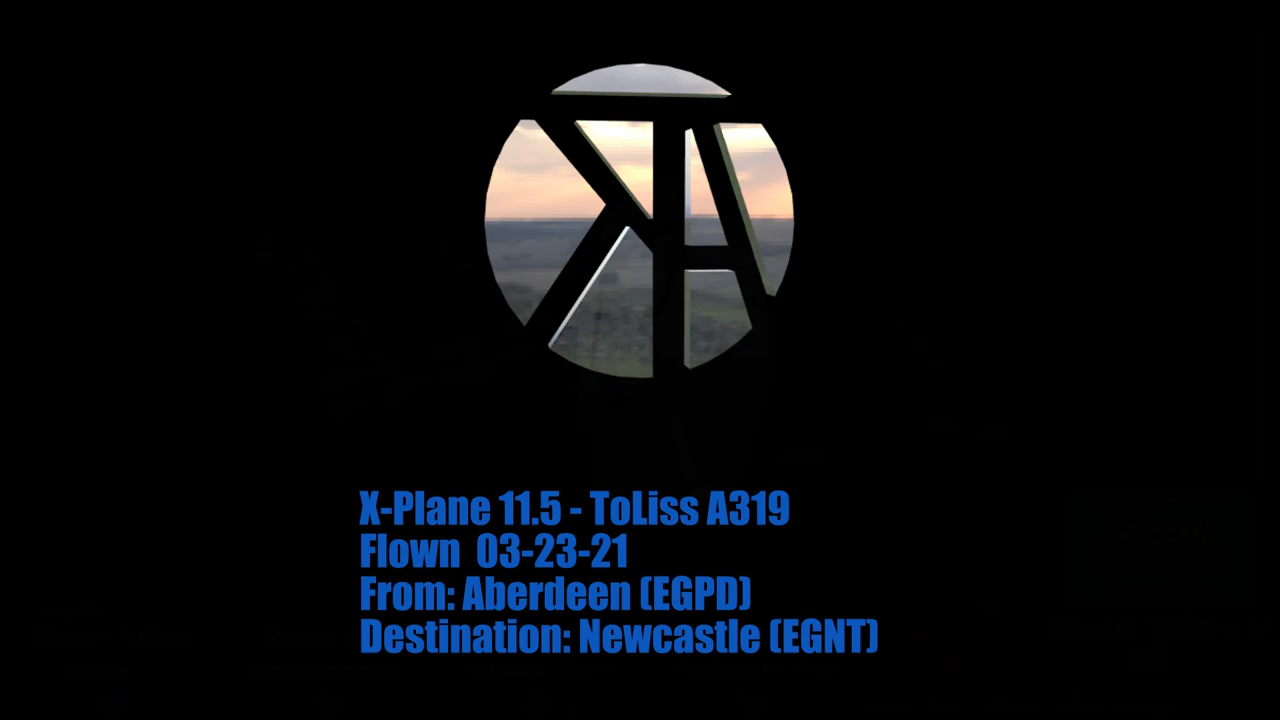 X-Plane 11.5 - ToLiss A319
Flown  03-23-21
From: Aberdeen (EGPD)
Destination: Newcastle (EGNT)